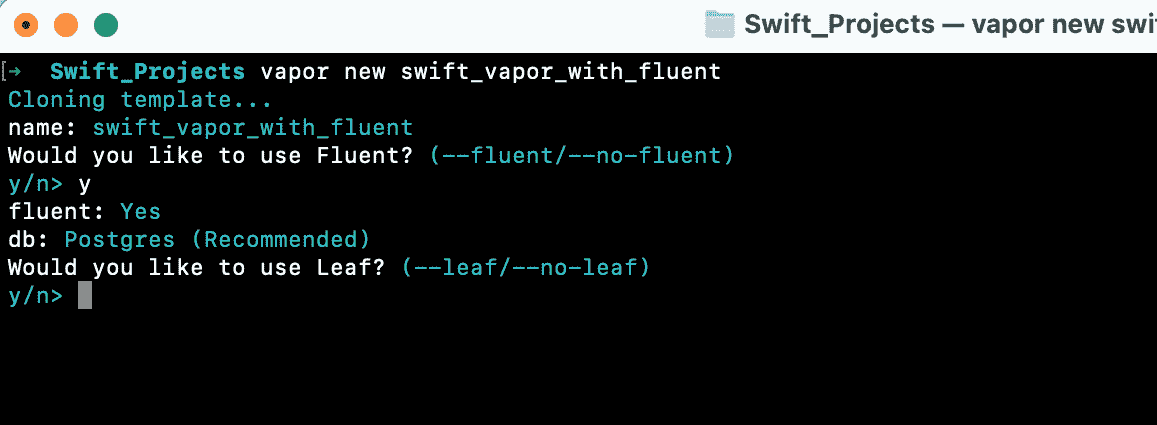 Swift_Projects — vapor new swi
→ Swift_Projects vapor new swift_vapor_with_fluent
Cloning template...
name: swift_vapor_with_fluent
Would you like to use Fluent? (--fluent/--no-fluent)
y/n> y
fluent: Yes
db: Postgres (Recommended)
Would you like to use Leaf? (--leaf/--no-leaf)
y/n>